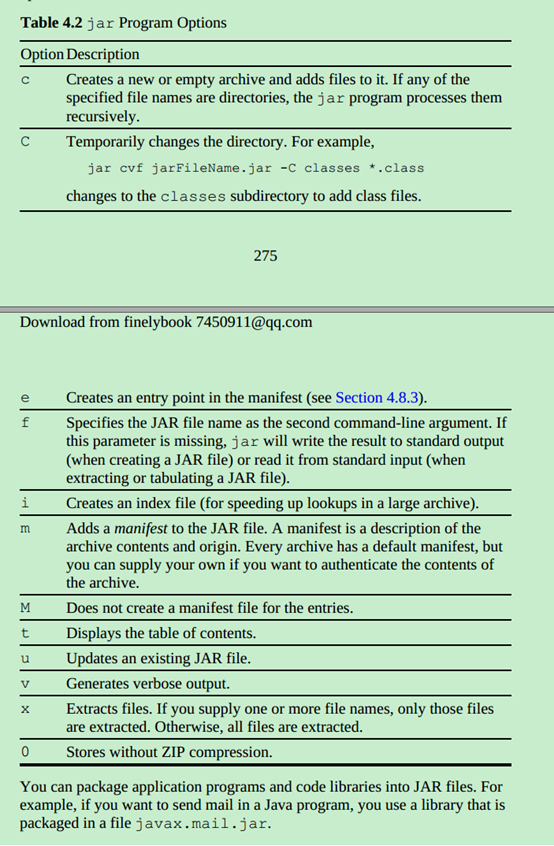 Table 4.2 jar Program Options
Option Description
c Creates a new or empty archive and adds files to it. If any of the
specified file names are directories, the jar program processes them
recursively.
C Temporarily changes the directory. For example,
jar cvf jarFileName.jar -C classes *.class
changes to the classes subdirectory to add class files.
275
Download from finelybook 7450911@qq.com
e Creates an entry point in the manifest (see Section 4.8.3).
f Specifies the JAR file name as the second command-line argument. If
this parameter is missing, jar will write the result to standard output
(when creating a JAR file) or read it from standard input (when
extracting or tabulating a JAR file).
i Creates an index file (for speeding up lookups in a large archive).
m Adds a manifest to the JAR file. A manifest is a description of the
archive contents and origin. Every archive has a default manifest, but
you can supply your own if you want to authenticate the contents of
the archive.
M Does not create a manifest file for the entries.
t Displays the table of contents.
u Updates an existing JAR file.
v Generates verbose output.
x Extracts files. If you supply one or more file names, only those files
are extracted. Otherwise, all files are extracted.
0 Stores without ZIP compression.
You can package application programs and code libraries into JAR files. For
example, if you want to send mail in a Java program, you use a library that is
packaged in a file javax.mail.jar.